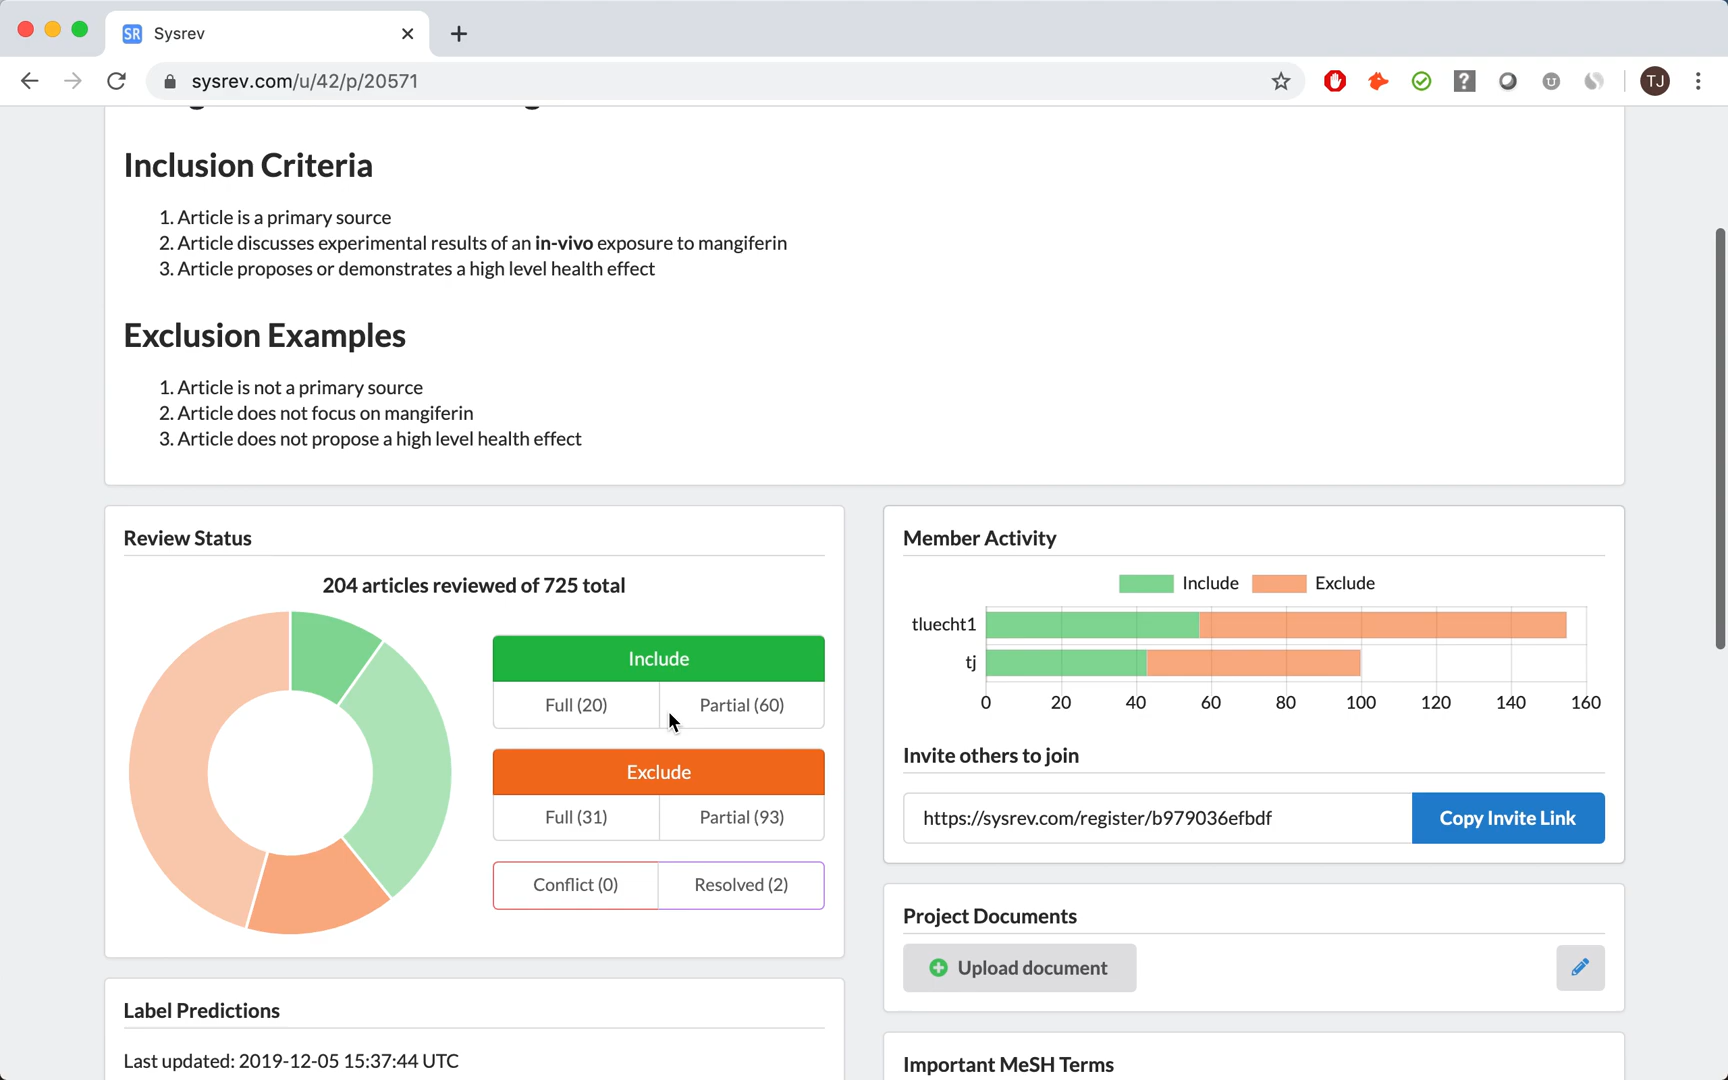 SR Sysrev
sysrev.com/u/42/p/20571
TJ
Inclusion Criteria
1. Article is a primary source
2. Article discusses experimental results of an in-vivo exposure to mangiferin
3. Article proposes or demonstrates a high level health effect
Exclusion Examples
1. Article is not a primary source
2. Article does not focus on mangiferin
3. Article does not propose a high level health effect
Review Status
204 articles reviewed of 725 total
Include
Full (20) Partial (60)
Exclude
Full (31) Partial (93)
Conflict (0) Resolved (2)
Label Predictions
Last updated: 2019-12-05 15:37:44 UTC
Member Activity
Include Exclude
tluecht1
tj
0 20 40 60 80 100 120 140 160
Invite others to join
https://sysrev.com/register/b979036efbdf Copy Invite Link
Project Documents
Upload document
Important MeSH Terms